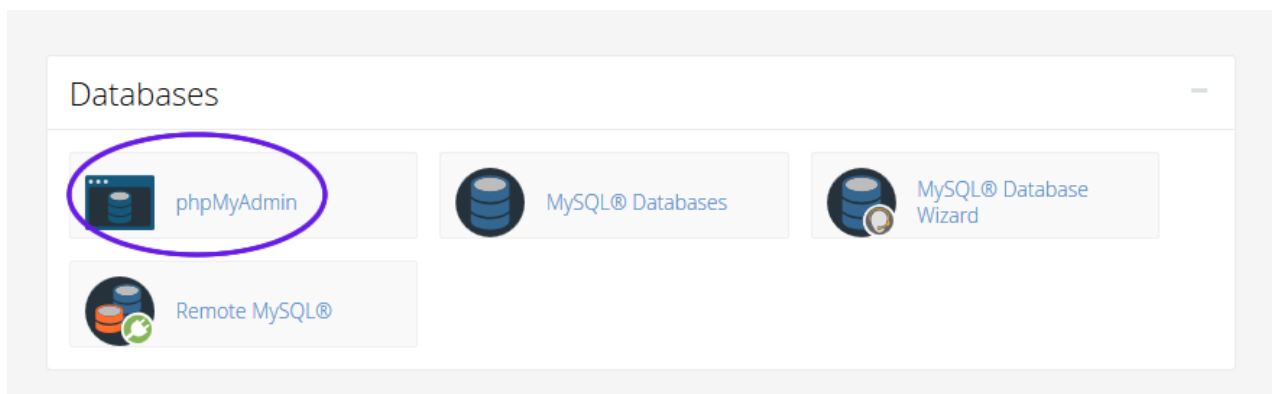 Databases
phpMyAdmin
MySQL® Databases
MySQL® Database
Wizard
Remote MySQL®